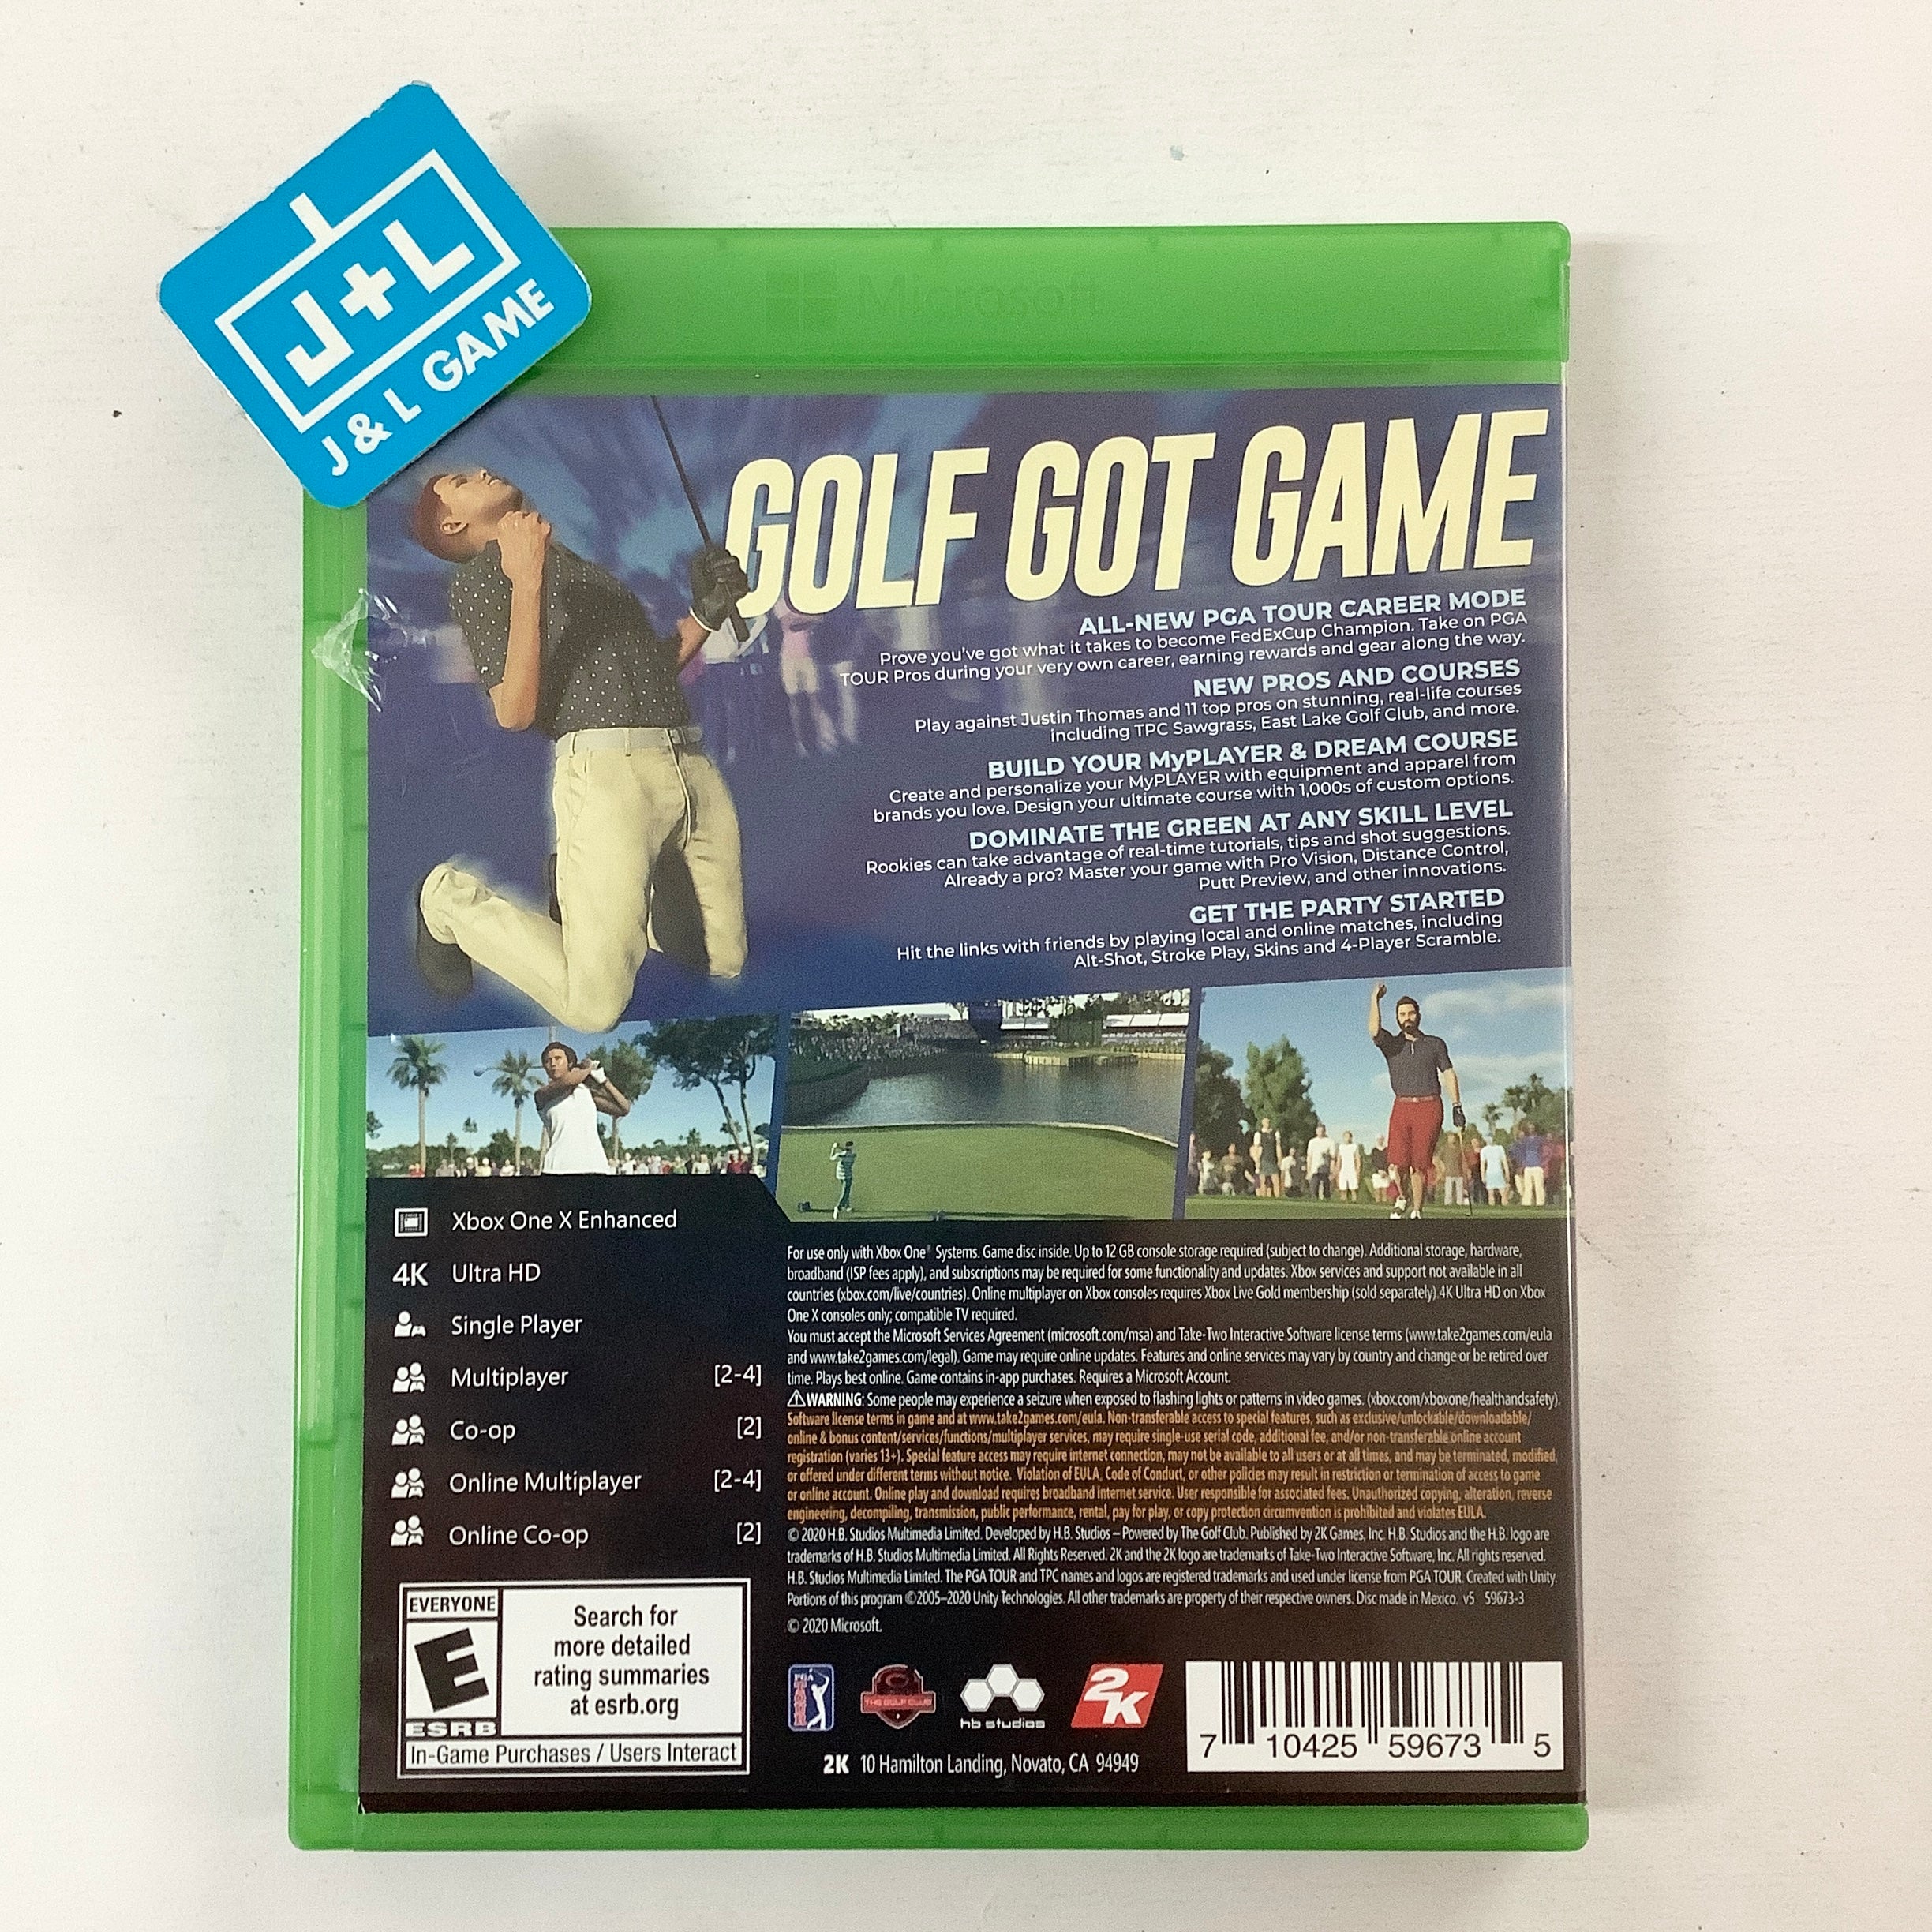 J+L
J & L GAME
Microsoft
GOLF GOT GAME
ALL-NEW PGA TOUR CAREER MODE
Prove you've got what it takes to become FedExCup Champion. Take on PGA
TOUR Pros during your very own career, earning rewards and gear along the way.
NEW PROS AND COURSES
Play against Justin Thomas and 11 top pros on stunning, real-life courses
including TPC Sawgrass, East Lake Golf Club, and more.
BUILD YOUR MyPLAYER & DREAM COURSE
Create and personalize your MyPLAYER with equipment and apparel from
brands you love. Design your ultimate course with 1,000s of custom options.
DOMINATE THE GREEN AT ANY SKILL LEVEL
Rookies can take advantage of real-time tutorials, tips and shot suggestions.
Already a pro? Master your game with Pro Vision, Distance Control,
Putt Preview, and other innovations.
GET THE PARTY STARTED
Hit the links with friends by playing local and online matches, including
Alt-Shot, Stroke Play, Skins and 4-Player Scramble.
Xbox One X Enhanced
4K Ultra HD
Single Player
Multiplayer [2-4]
Co-op [2]
Online Multiplayer [2-4]
Online Co-op [2]
For use only with Xbox One® Systems. Game disc inside. Up to 12 GB console storage required (subject to change). Additional storage, hardware,
broadband (ISP fees apply), and subscriptions may be required for some functionality and updates. Xbox services and support not available in all
countries (xbox.com/live/countries). Online multiplayer on Xbox consoles requires Xbox Live Gold membership (sold separately) 4K Ultra HD on Xbox
One X consoles only; compatible TV required.
You must accept the Microsoft Services Agreement (microsoft.com/msa) and Take-Two Interactive Software license terms (www.take2games.com/eula
and www.take2games.com/legal). Game may require online updates. Features and online services may vary by country and change or be retired over
time. Plays best online. Game contains in-app purchases. Requires a Microsoft Account.
⚠WARNING: Some people may experience a seizure when exposed to flashing lights or patterns in video games. (xbox.com/xboxone/healthandsafety).
Software license terms in game and at www.take2games.com/eula. Non-transferable access to special features, such as exclusive/unlockable/downloadable/
online & bonus content/services/functions/multiplayer services, may require single-use serial code, additional fee, and/or non-transferable online account
registration (varies 13+). Special feature access may require internet connection, may not be available to all users or at all times, and may be terminated, modified,
or offered under different terms without notice. Violation of EULA, Code of Conduct, or other policies may result in restriction or termination of access to game
or online account. Online play and download requires broadband internet service. User responsible for associated fees. Unauthorized copying, alteration, reverse
engineering, decompiling, transmission, public performance, rental, pay for play, or copy protection circumvention is prohibited and violates EULA.
© 2020 H.B. Studios Multimedia Limited. Developed by H.B. Studios – Powered by The Golf Club. Published by 2K Games, Inc. H.B. Studios and the H.B. logo are
trademarks of H.B. Studios Multimedia Limited. All Rights Reserved. 2K and the 2K logo are trademarks of Take-Two Interactive Software, Inc. All rights reserved.
H.B. Studios Multimedia Limited. The PGA TOUR and TPC names and logos are registered trademarks and used under license from PGA TOUR. Created with Unity.
Portions of this program ©2005–2020 Unity Technologies. All other trademarks are property of their respective owners. Disc made in Mexico. v5 59673-3
© 2020 Microsoft.
EVERYONE
E
ESRB
Search for
more detailed
rating summaries
at esrb.org
In-Game Purchases / Users Interact
PGA TOUR
THE GOLF CLUB
hb studios
2K
2K 10 Hamilton Landing, Novato, CA 94949
7 10425 59673 5